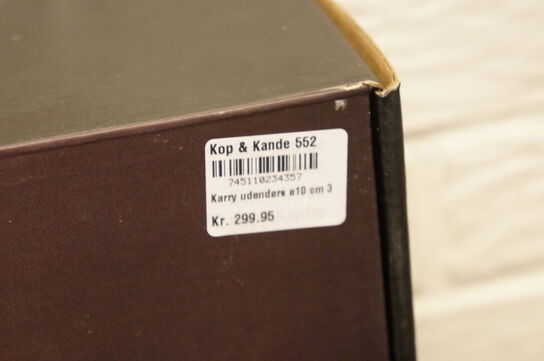 Kop & Kande 552
745110234357
Karry udendørs ø10 cm 3
Kr. 299.95